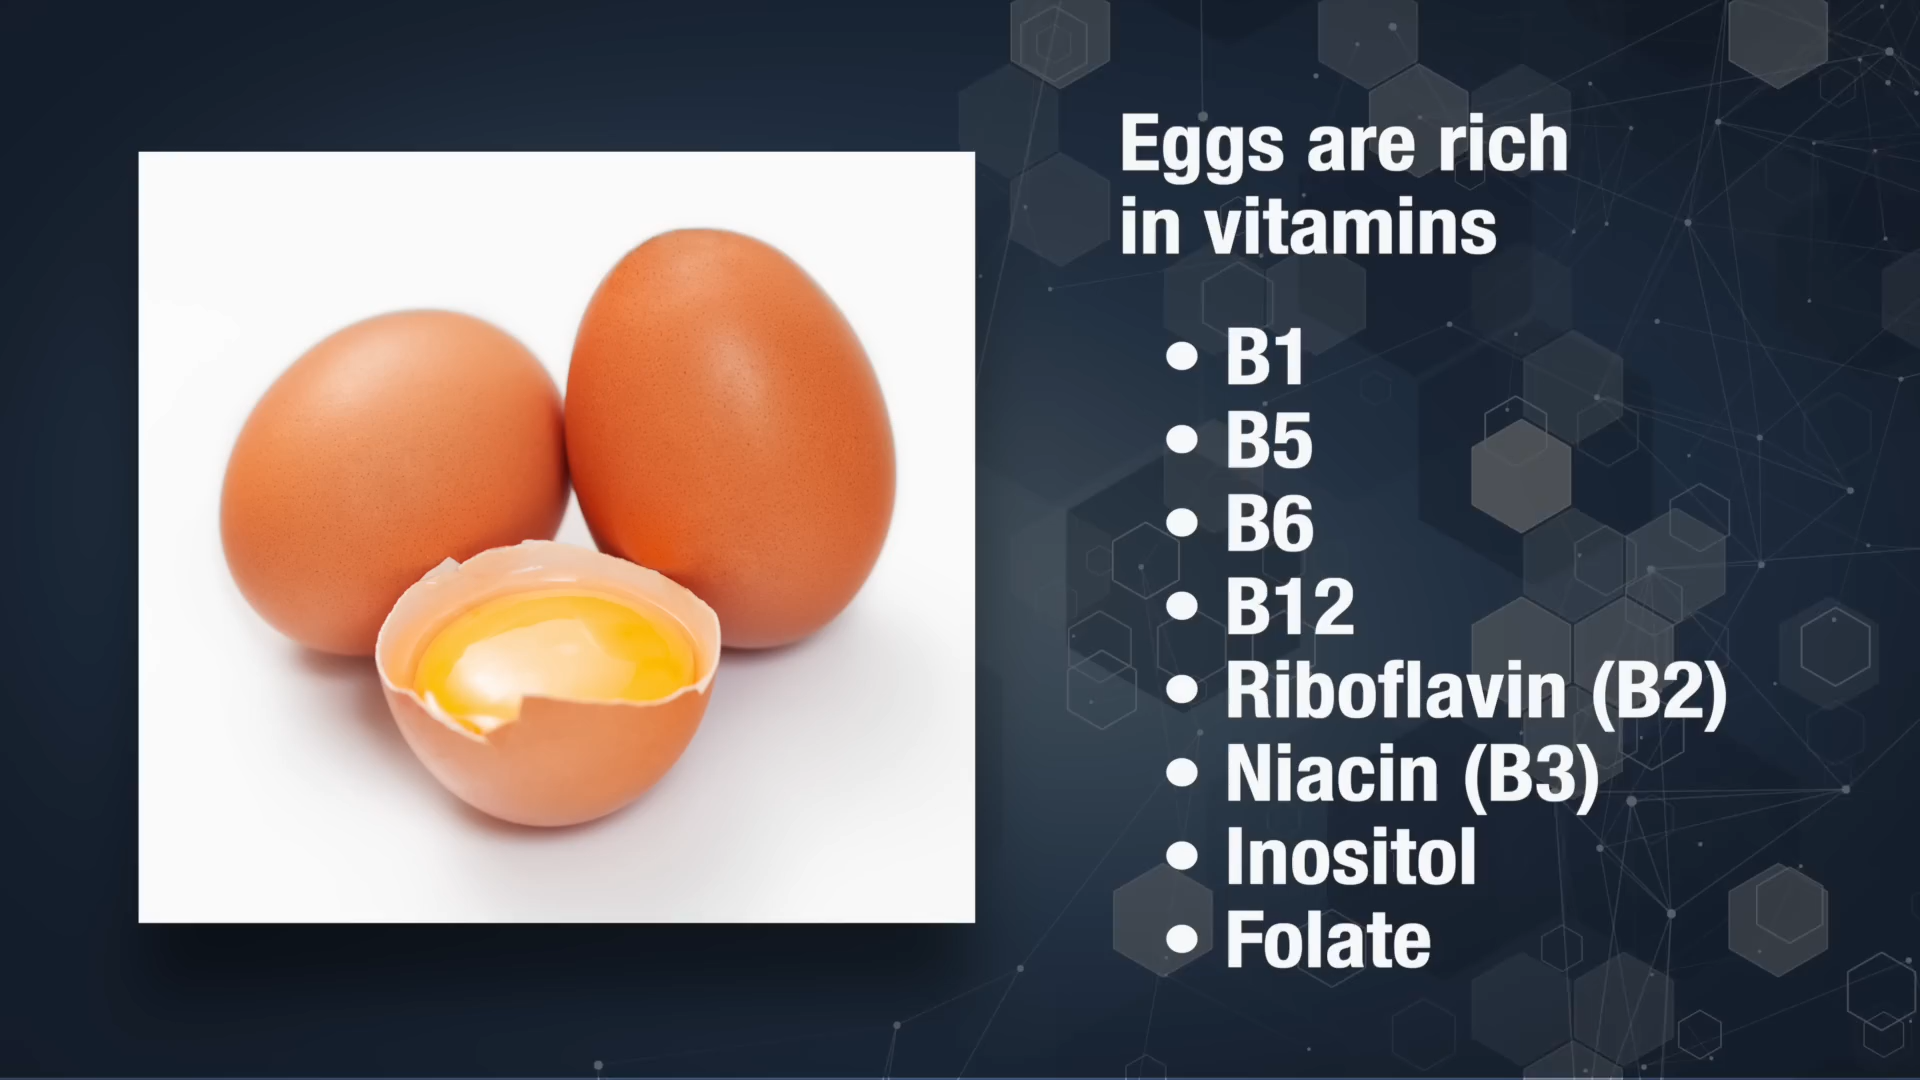 Eggs are rich
in vitamins
• B1
• B5
• B6
• B12
• Riboflavin (B2)
• Niacin (B3)
• Inositol
• Folate